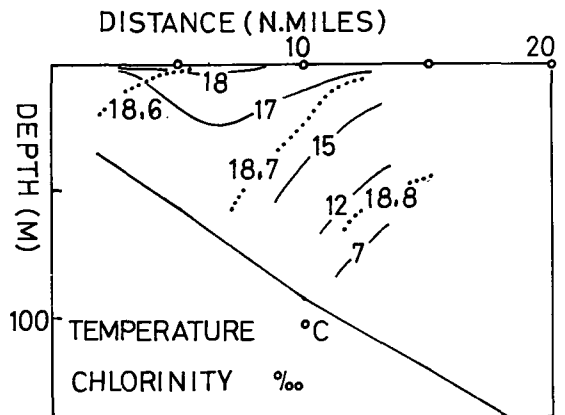 DISTANCE (N.MILES)
10 20
18
18,6 17
15
18,7
12 18,8
7
DEPTH (M)
100
TEMPERATURE °C
CHLORINITY ‰